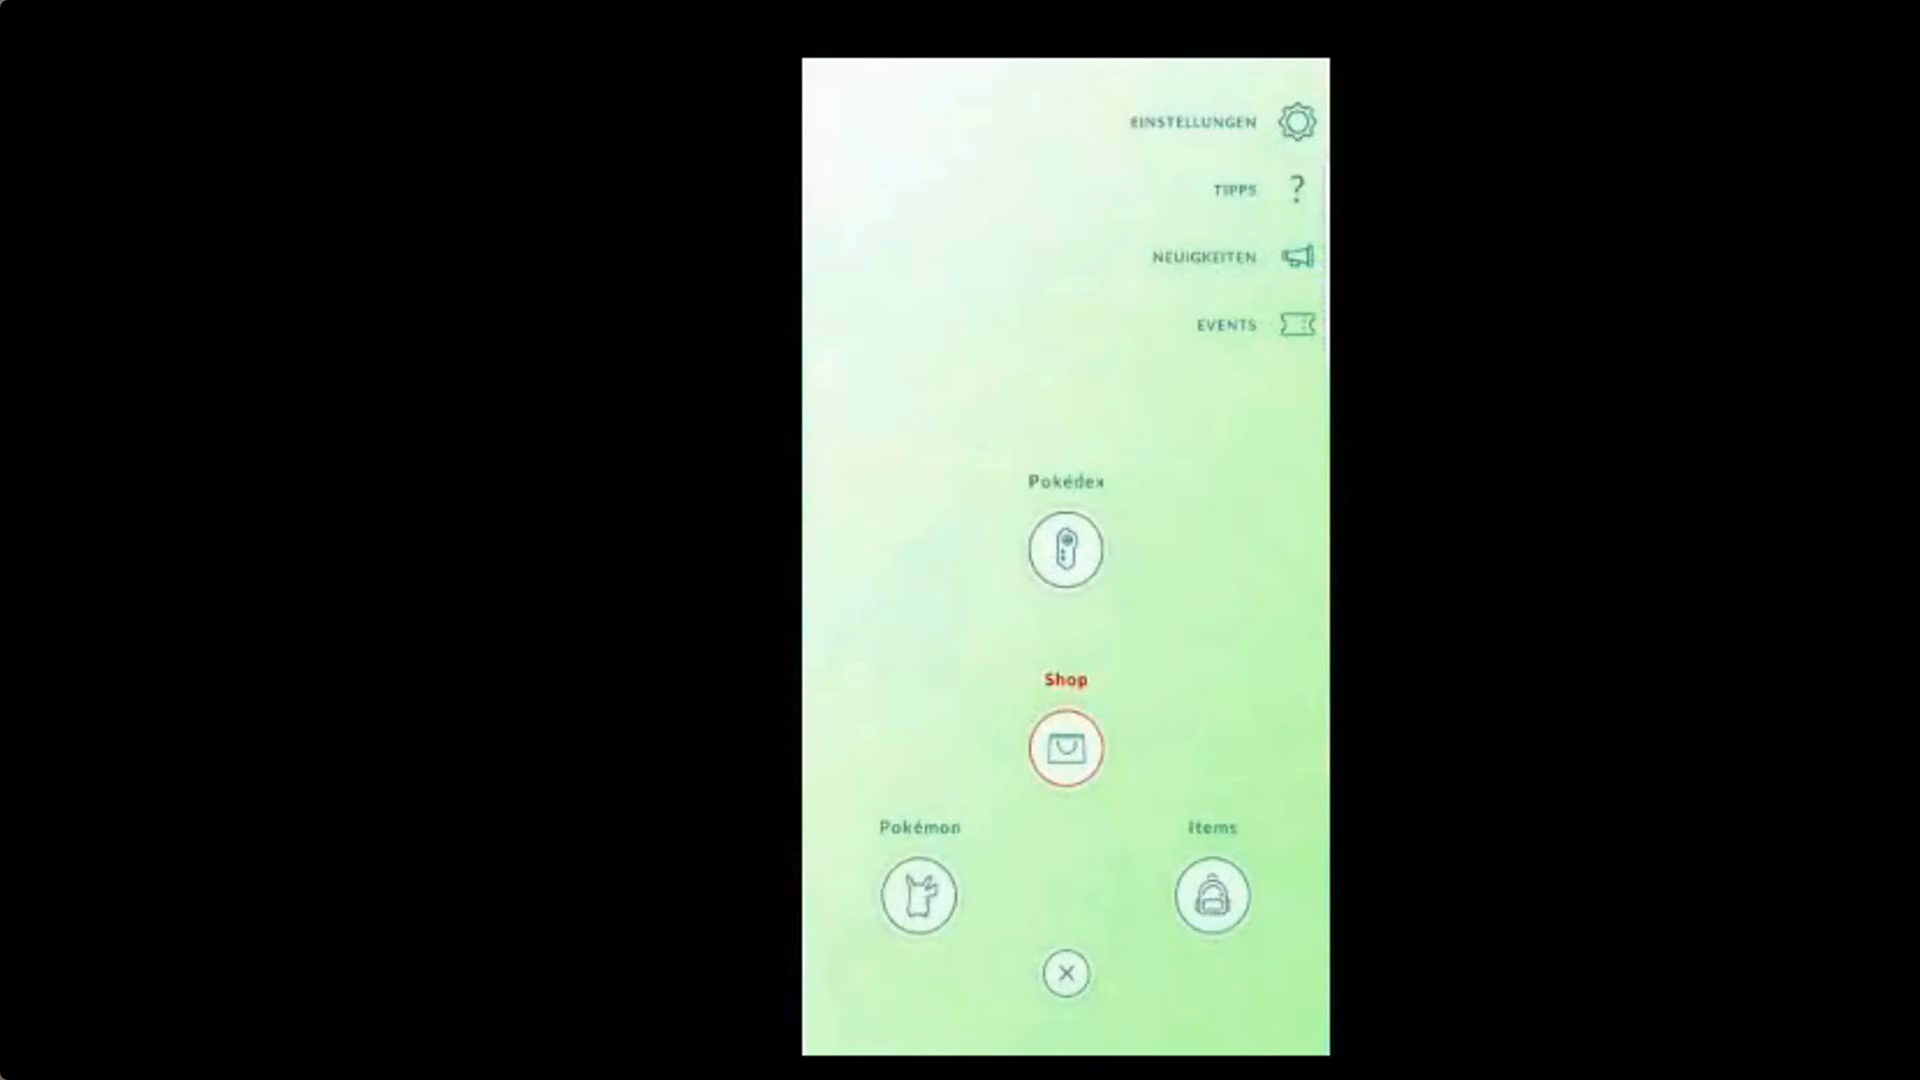 EINSTELLUNGEN
TIPPS
?
NEUIGKEITEN
EVENTS
Pokédex
Shop
Pokémon
Items